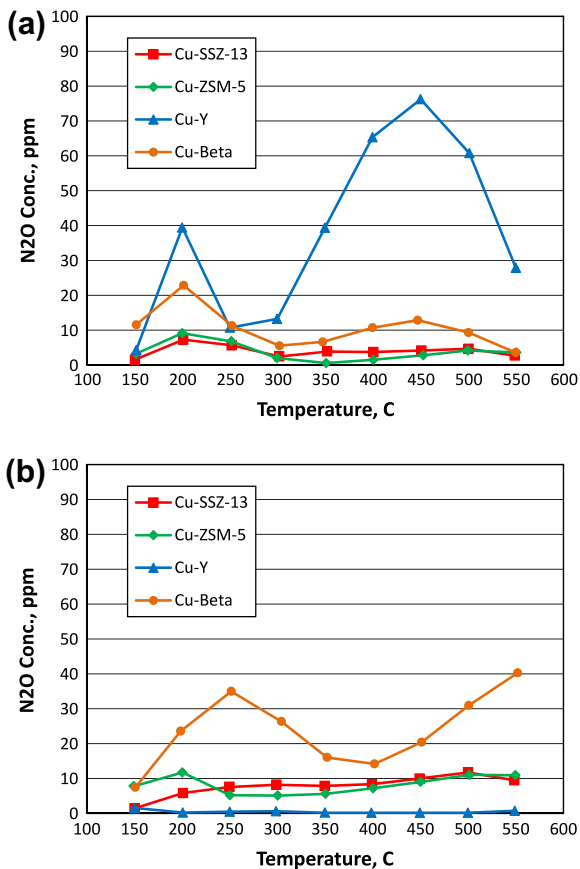 (a)
100
90
80
70
60
50
40
30
20
10
0
N2O Conc., ppm
Cu-SSZ-13
Cu-ZSM-5
Cu-Y
Cu-Beta
100 150 200 250 300 350 400 450 500 550 600
Temperature, C
(b)
100
90
80
70
60
50
40
30
20
10
0
N2O Conc., ppm
Cu-SSZ-13
Cu-ZSM-5
Cu-Y
Cu-Beta
100 150 200 250 300 350 400 450 500 550 600
Temperature, C